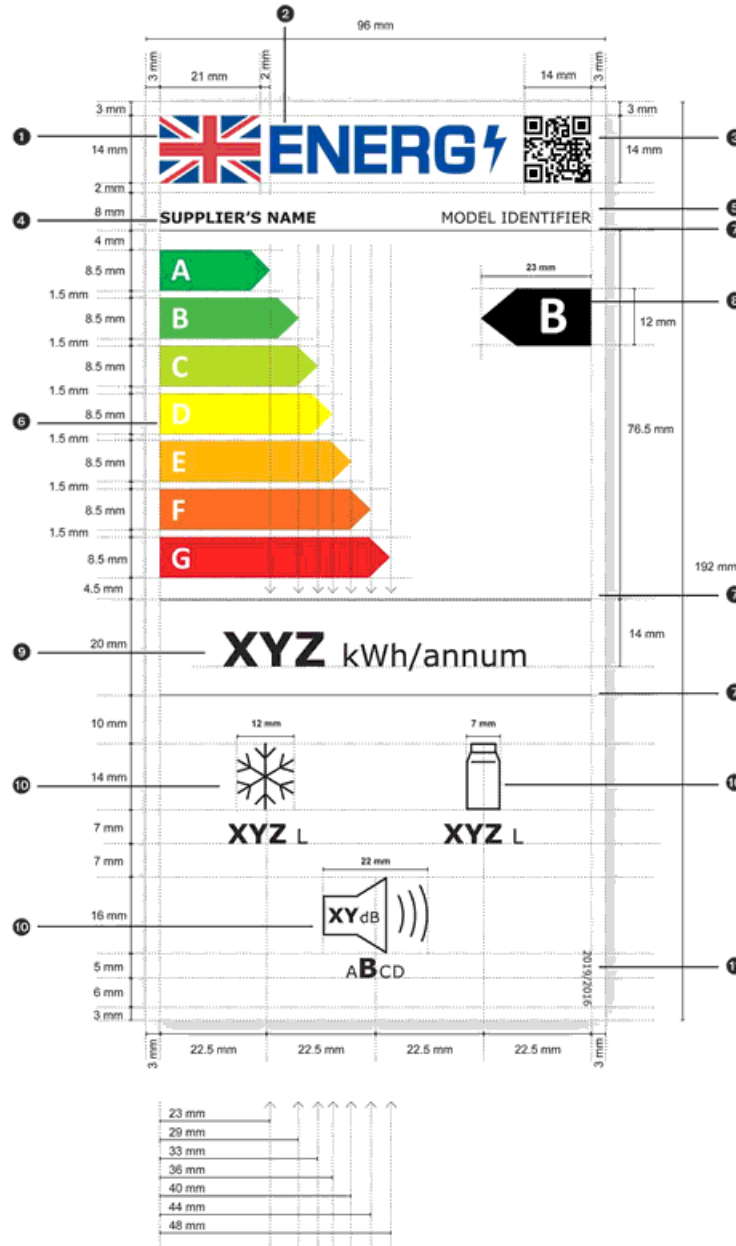 ❷
96 mm
3 mm
21 mm
2 mm
14 mm
3 mm
3 mm
3 mm
❶
ENERG
14 mm
14 mm
2 mm
8 mm
❹
SUPPLIER'S NAME
MODEL IDENTIFIER
4 mm
A
8.5 mm
23 mm
1.5 mm
B
8.5 mm
B
❽
12 mm
1.5 mm
C
8.5 mm
1.5 mm
❻
D
8.5 mm
76.5 mm
1.5 mm
E
8.5 mm
1.5 mm
F
8.5 mm
1.5 mm
G
8.5 mm
192 mm
4.5 mm
❾
20 mm
XYZ kWh/annum
14 mm
10 mm
12 mm
7 mm
❿
14 mm
7 mm
XYZ L
XYZ L
7 mm
22 mm
❿
16 mm
XY dB
ABCD
5 mm
2019/2016
6 mm
3 mm
3 mm
22.5 mm
22.5 mm
22.5 mm
22.5 mm
3 mm
23 mm
29 mm
33 mm
36 mm
40 mm
44 mm
48 mm